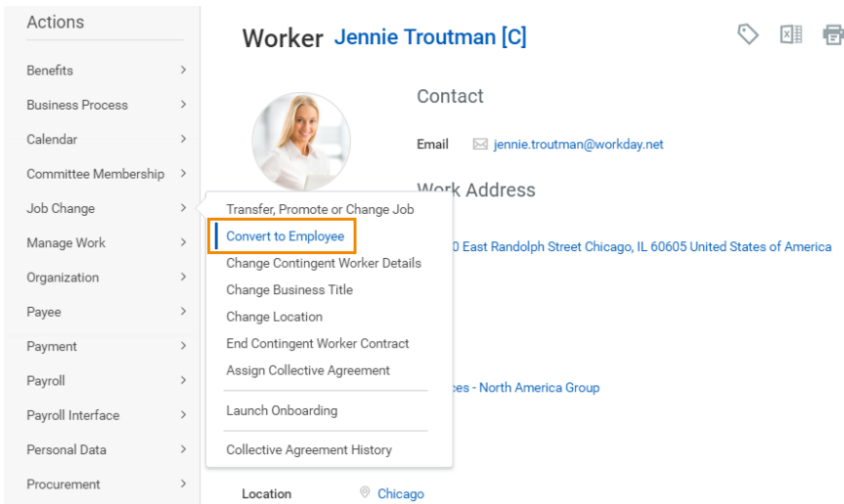 Actions
Benefits
Business Process
Calendar
Committee Membership
Job Change
Manage Work
Organization
Payee
Payment
Payroll
Payroll Interface
Personal Data
Procurement
Transfer, Promote or Change Job
Convert to Employee
Change Contingent Worker Details
Change Business Title
Change Location
End Contingent Worker Contract
Assign Collective Agreement
Launch Onboarding
Collective Agreement History
Worker Jennie Troutman [C]
Contact
Email jennie.troutman@workday.net
Work Address
0 East Randolph Street Chicago, IL 60605 United States of America
- North America Group
Location Chicago